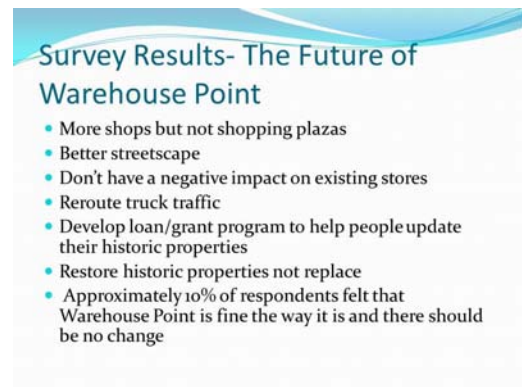 Survey Results- The Future of
Warehouse Point
• More shops but not shopping plazas
• Better streetscape
• Don't have a negative impact on existing stores
• Reroute truck traffic
• Develop loan/grant program to help people update
their historic properties
• Restore historic properties not replace
• Approximately 10% of respondents felt that
Warehouse Point is fine the way it is and there should
be no change